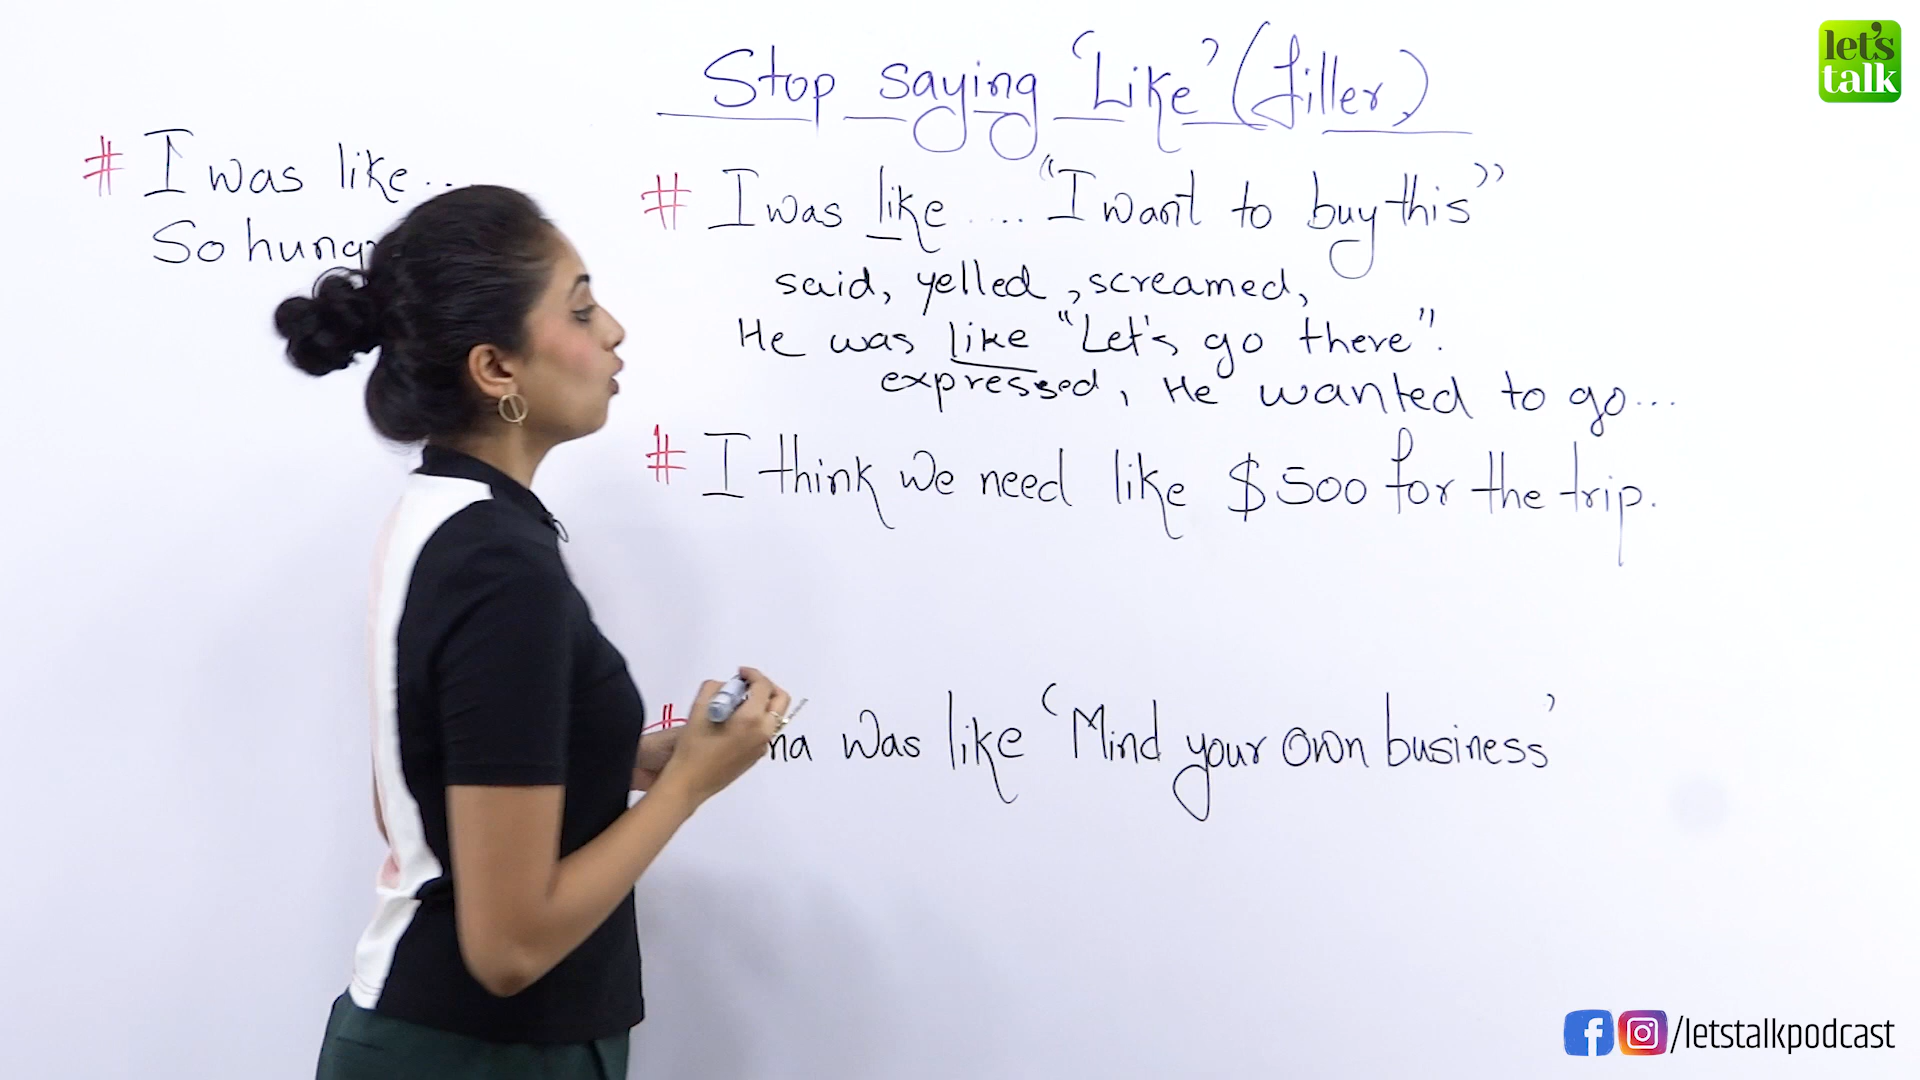 Stop saying 'Like' (filler)
# I was like...
So hung
# I was like .... "I want to buy this"
said, yelled, screamed,
He was like "Let's go there".
expressed, He wanted to go...
# I think we need like $500 for the trip.
# na was like 'Mind your own business'
let's
talk
/letstalkpodcast